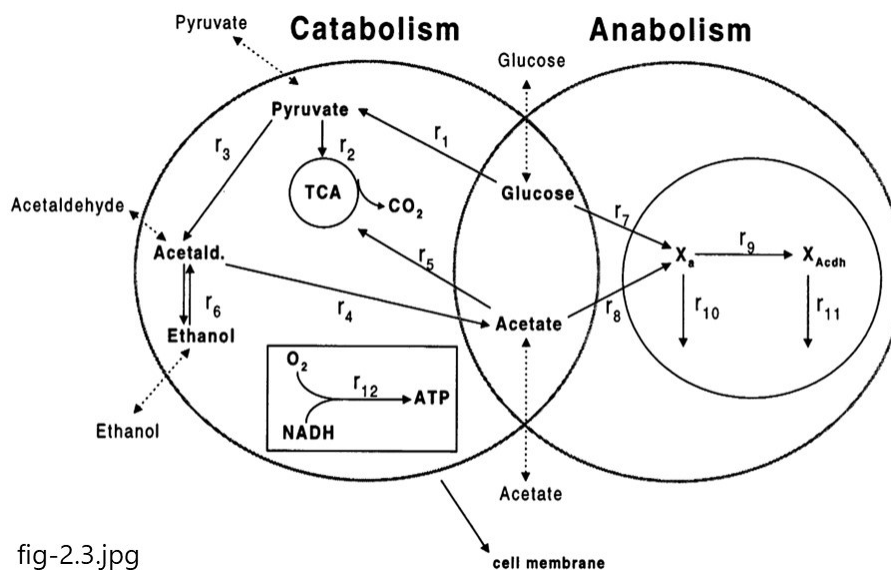 Pyruvate
Catabolism
Anabolism
Glucose
Pyruvate
r1
r3
r2
TCA
CO2
Glucose
r7
Acetaldehyde
Acetald.
r5
Xa
r9
XAcdh
r6
r4
Acetate
r8
r10
r11
Ethanol
O2
r12
ATP
NADH
Ethanol
Acetate
fig-2.3.jpg
cell membrane